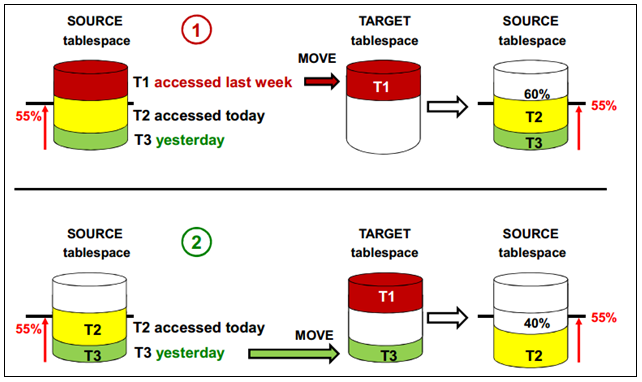 SOURCE
tablespace
1
TARGET
tablespace
SOURCE
tablespace
MOVE
T1 accessed last week
T1
60%
55%
T2 accessed today
T2
55%
T3 yesterday
T3
SOURCE
tablespace
2
TARGET
tablespace
SOURCE
tablespace
T1
55%
T2
T2 accessed today
40%
55%
MOVE
T3
T3 yesterday
T3
T2